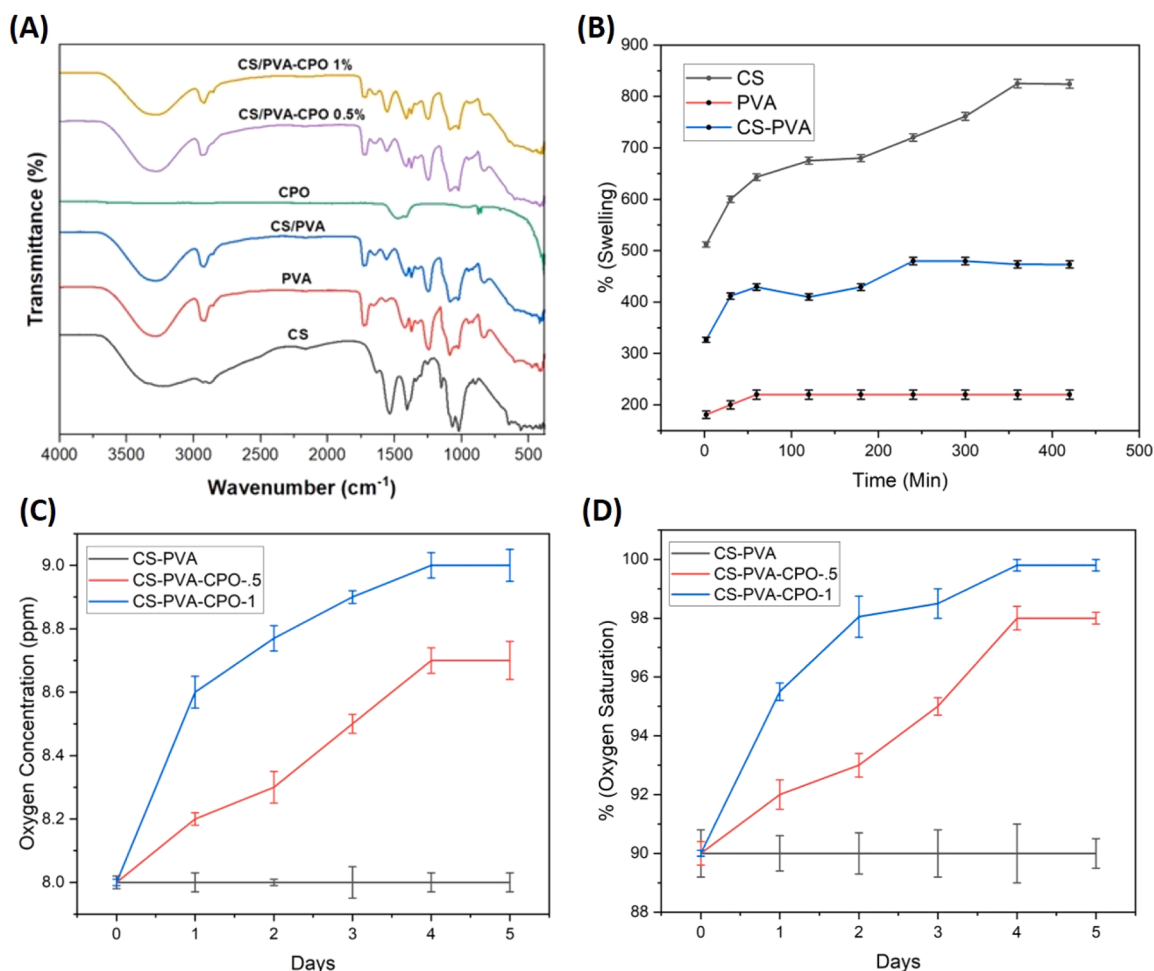 (A)
CS/PVA-CPO 1%
CS/PVA-CPO 0.5%
CPO
CS/PVA
PVA
CS
Transmittance (%)
4000 3500 3000 2500 2000 1500 1000 500
Wavenumber (cm⁻¹)
(B)
900
800
700
600
500
400
300
200
% (Swelling)
CS
PVA
CS-PVA
0 100 200 300 400 500
Time (Min)
(C)
9.0
8.8
8.6
8.4
8.2
8.0
Oxygen Concentration (ppm)
CS-PVA
CS-PVA-CPO-.5
CS-PVA-CPO-1
0 1 2 3 4 5
Days
(D)
100
98
96
94
92
90
88
% (Oxygen Saturation)
CS-PVA
CS-PVA-CPO-.5
CS-PVA-CPO-1
0 1 2 3 4 5
Days